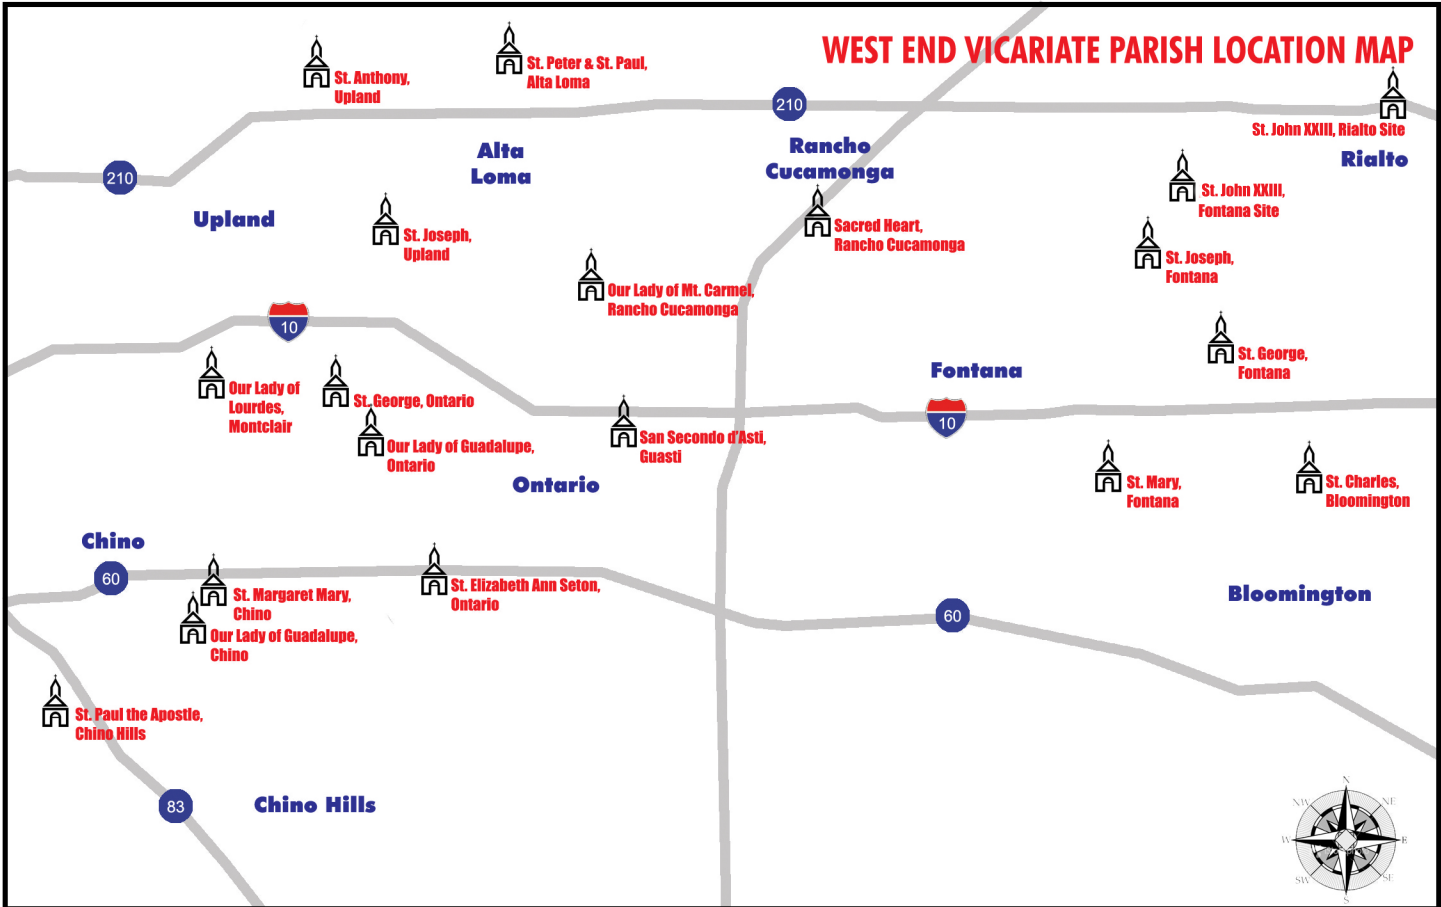 WEST END VICARIATE PARISH LOCATION MAP
St. Anthony,
Upland
St. Peter & St. Paul,
Alta Loma
210
St. John XXIII, Rialto Site
Alta
Loma
Rancho
Cucamonga
Rialto
210
Upland
St. Joseph,
Upland
Sacred Heart,
Rancho Cucamonga
St. John XXIII,
Fontana Site
St. Joseph,
Fontana
Our Lady of Mt. Carmel,
Rancho Cucamonga
10
St. George,
Fontana
Fontana
Our Lady of
Lourdes,
Montclair
St. George, Ontario
10
Our Lady of Guadalupe,
Ontario
San Secondo d'Asti,
Guasti
Ontario
St. Mary,
Fontana
St. Charles,
Bloomington
Chino
60
St. Margaret Mary,
Chino
St. Elizabeth Ann Seton,
Ontario
Bloomington
60
Our Lady of Guadalupe,
Chino
St. Paul the Apostle,
Chino Hills
83
Chino Hills
N
NW
NE
W
E
SW
SE
S